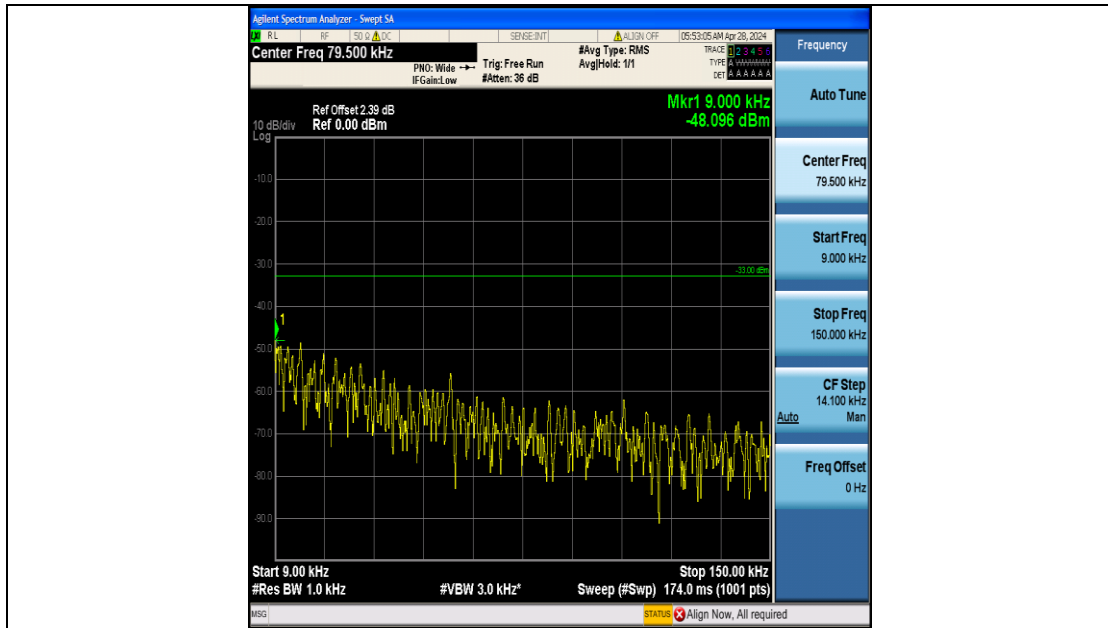 Agilent Spectrum Analyzer - Swept SA
RL RF 50 Ω DC SENSE:INT ALIGN OFF 05:53:05 AM Apr 28, 2024
Center Freq 79.500 kHz
PNO: Wide
IFGain:Low
Trig: Free Run
#Atten: 36 dB
#Avg Type: RMS
Avg|Hold: 1/1
TRACE 1 2 3 4 5 6
TYPE A
DET A A A A A A
Mkr1 9.000 kHz
-48.096 dBm
Ref Offset 2.39 dB
10 dB/div Ref 0.00 dBm
Log
-10.0
-20.0
-30.0
-33.00 dBm
-40.0
1
-50.0
-60.0
-70.0
-80.0
-90.0
Start 9.00 kHz Stop 150.00 kHz
#Res BW 1.0 kHz #VBW 3.0 kHz* Sweep (#Swp) 174.0 ms (1001 pts)
MSG STATUS Align Now, All required
Frequency
Auto Tune
Center Freq
79.500 kHz
Start Freq
9.000 kHz
Stop Freq
150.000 kHz
CF Step
14.100 kHz
Auto Man
Freq Offset
0 Hz